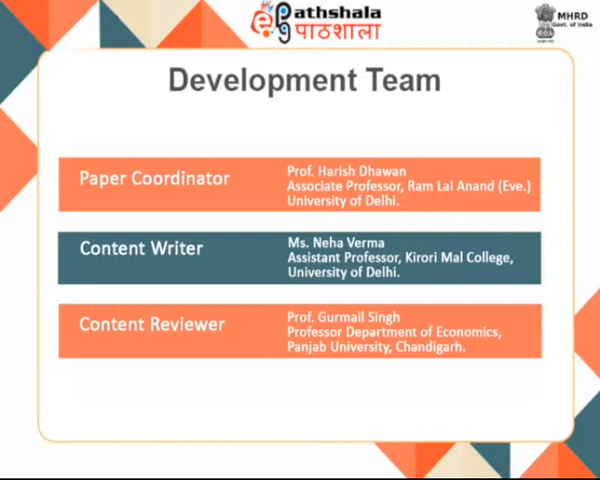 ePathshala
पाठशाला
MHRD
Govt. of India
Development Team
Paper Coordinator
Prof. Harish Dhawan
Associate Professor, Ram Lal Anand (Eve.)
University of Delhi.
Content Writer
Ms. Neha Verma
Assistant Professor, Kirori Mal College,
University of Delhi.
Content Reviewer
Prof. Gurmail Singh
Professor Department of Economics,
Panjab University, Chandigarh.